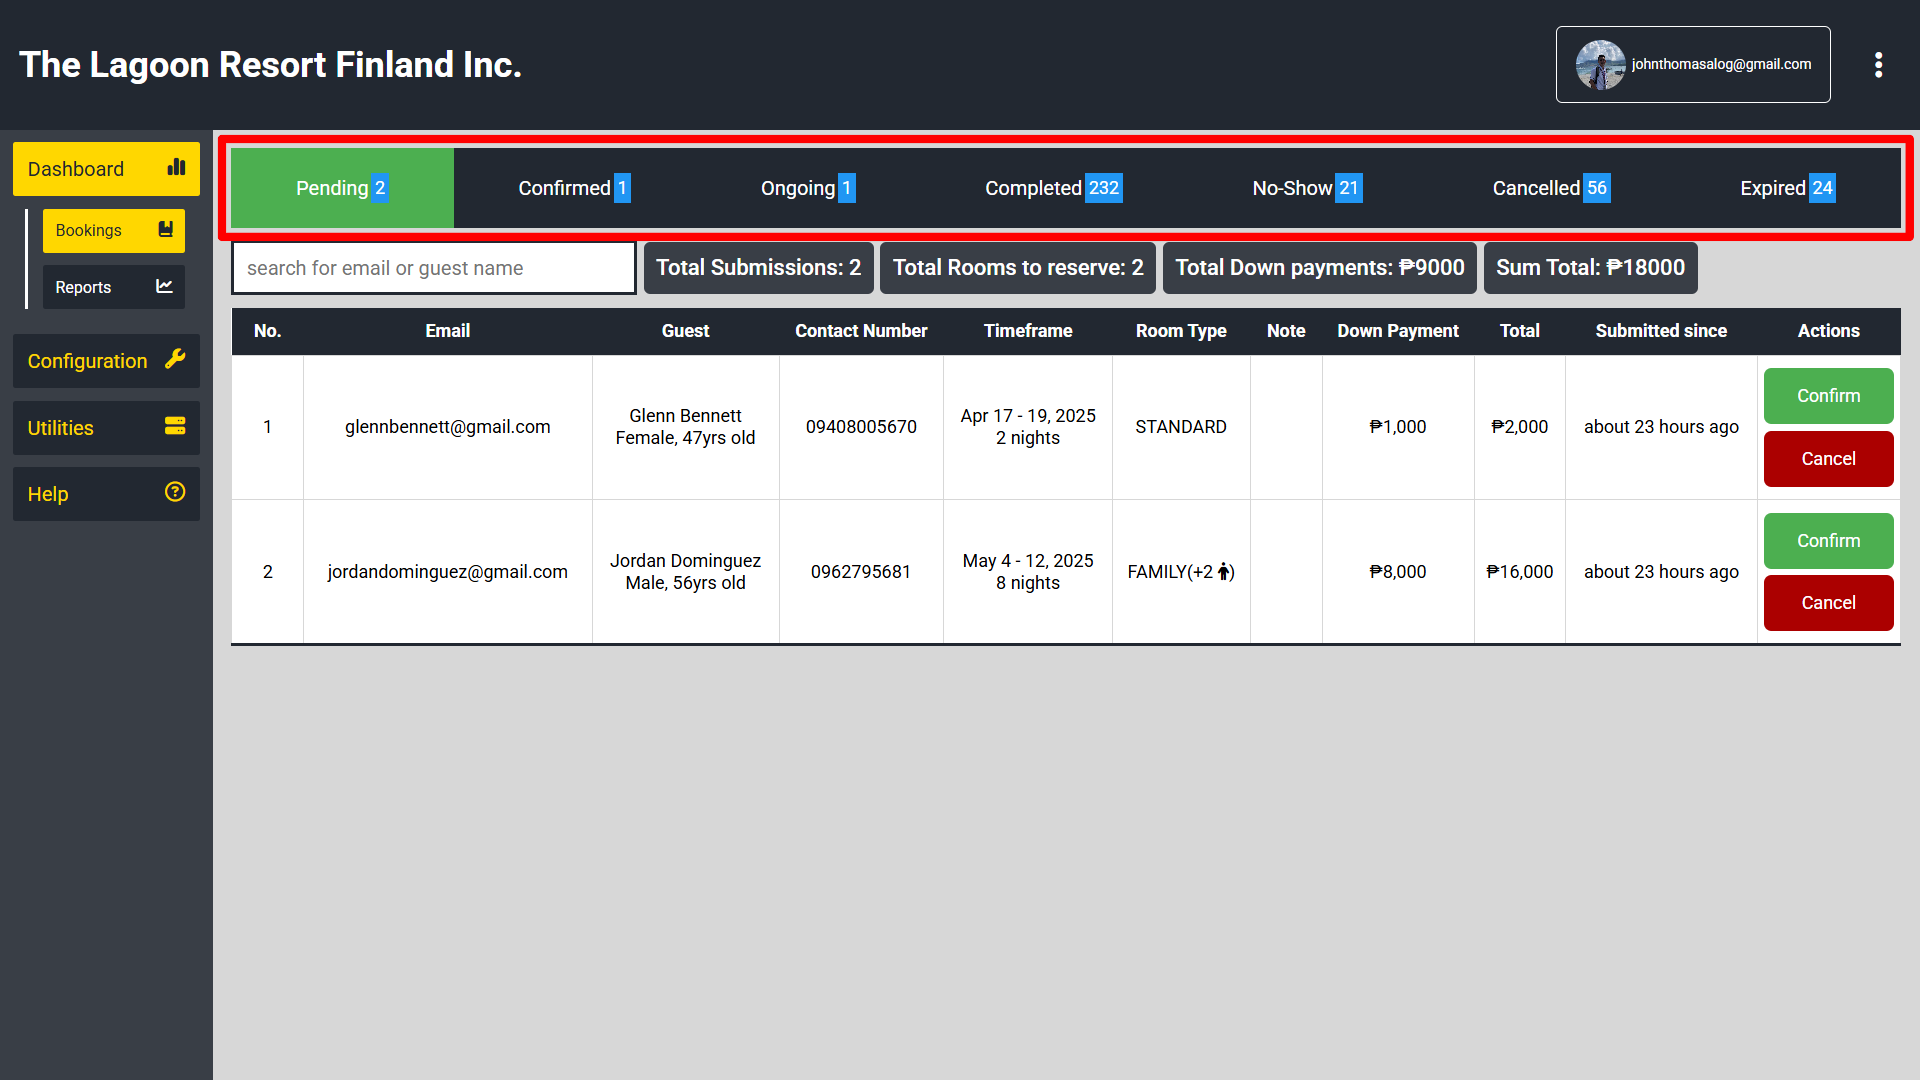 The Lagoon Resort Finland Inc.
johnthomasalog@gmail.com
Dashboard
Bookings
Reports
Configuration
Utilities
Help
Pending 2 Confirmed 1 Ongoing 1 Completed 232 No-Show 21 Cancelled 56 Expired 24
search for email or guest name Total Submissions: 2 Total Rooms to reserve: 2 Total Down payments: ₱9000 Sum Total: ₱18000
No. Email Guest Contact Number Timeframe Room Type Note Down Payment Total Submitted since Actions
1 glennbennett@gmail.com Glenn Bennett
Female, 47yrs old 09408005670 Apr 17 - 19, 2025
2 nights STANDARD ₱1,000 ₱2,000 about 23 hours ago Confirm
Cancel
2 jordandominguez@gmail.com Jordan Dominguez
Male, 56yrs old 0962795681 May 4 - 12, 2025
8 nights FAMILY(+2 ) ₱8,000 ₱16,000 about 23 hours ago Confirm
Cancel